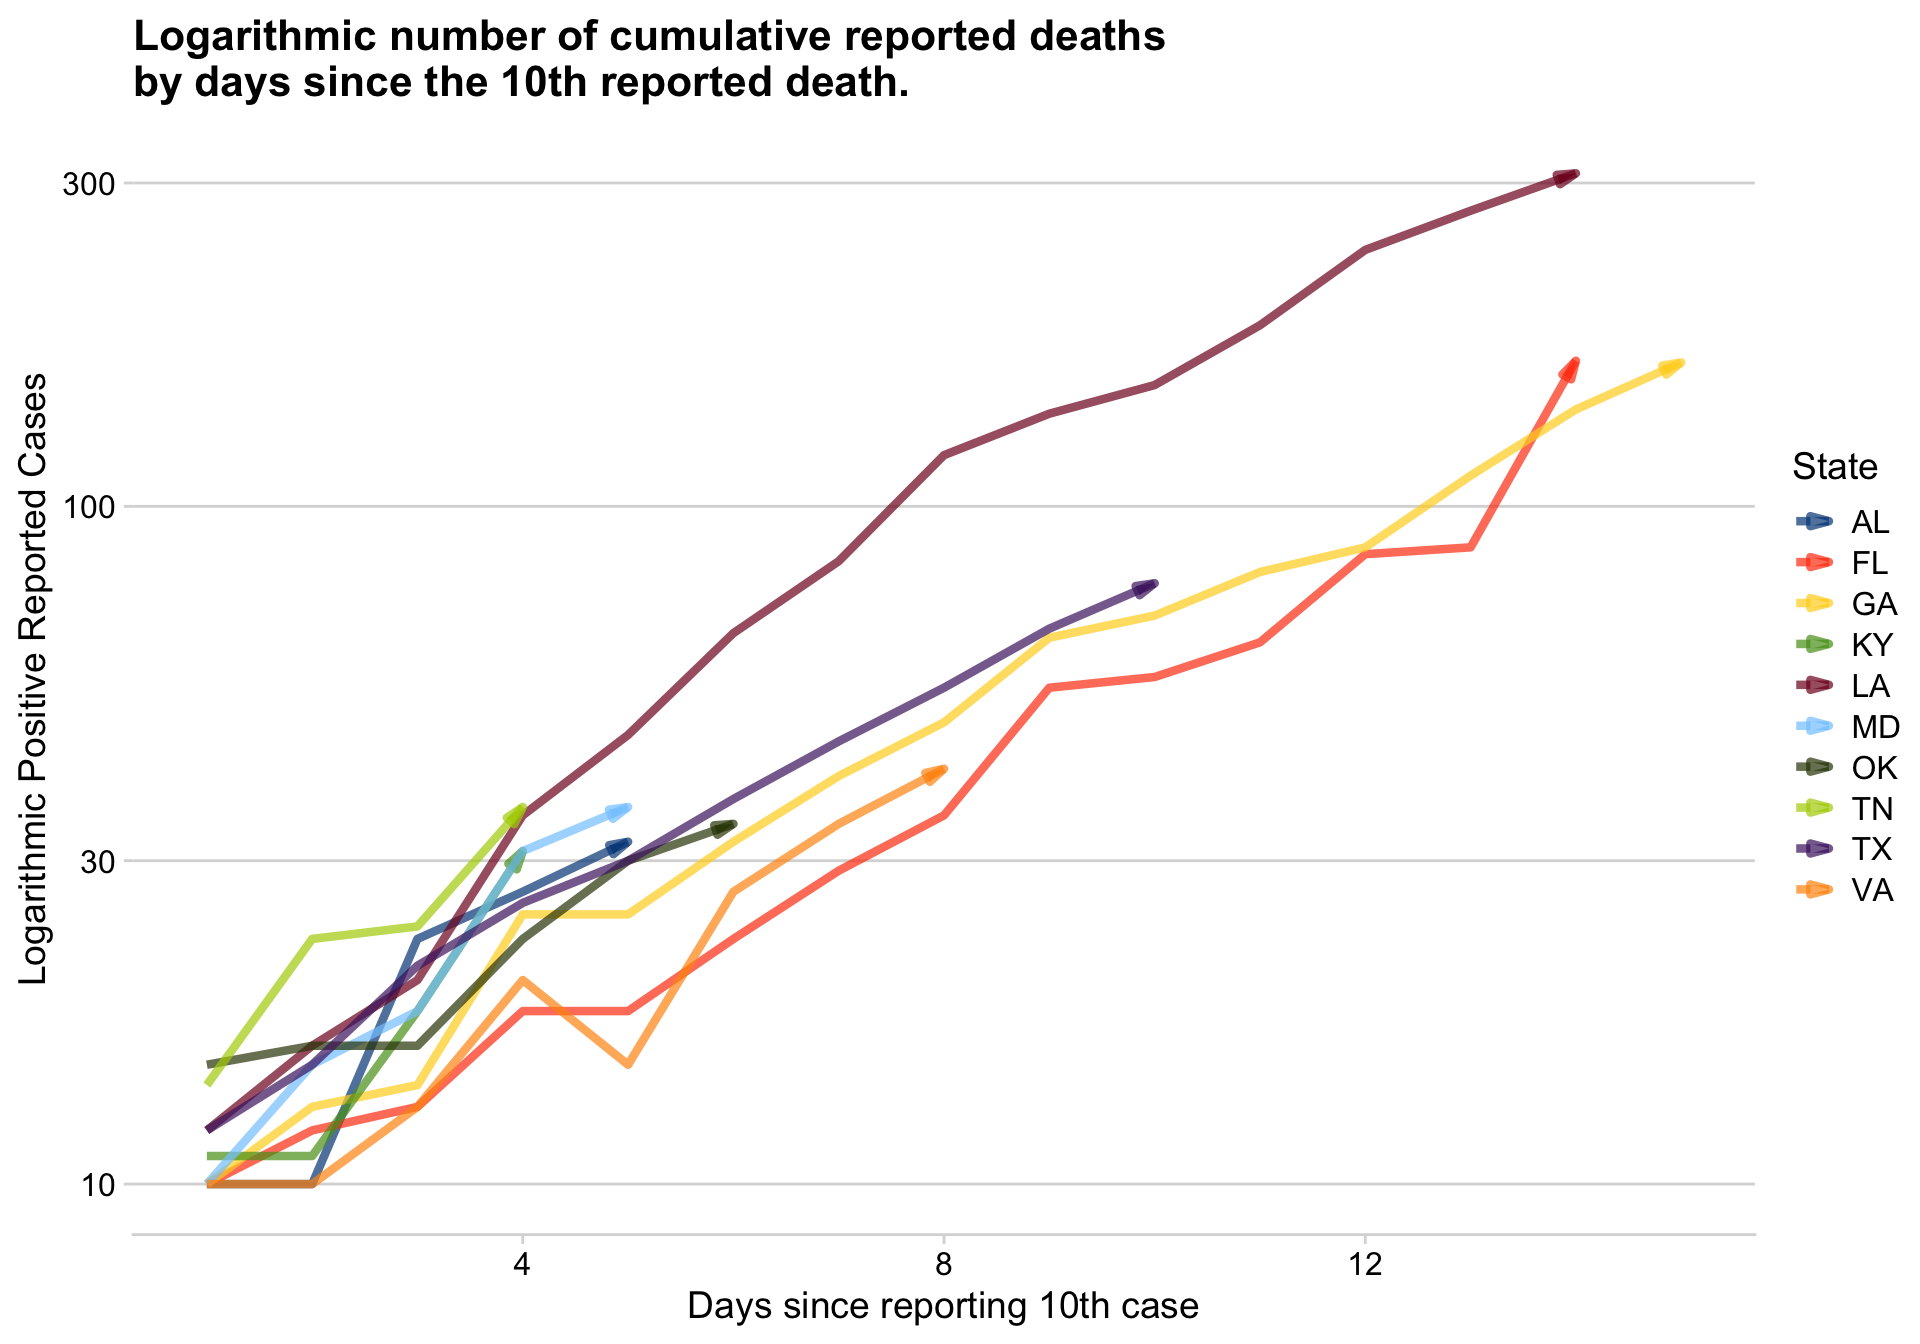 Logarithmic number of cumulative reported deaths
by days since the 10th reported death.
Logarithmic Positive Reported Cases
300
100
30
10
4
8
12
Days since reporting 10th case
State
AL
FL
GA
KY
LA
MD
OK
TN
TX
VA